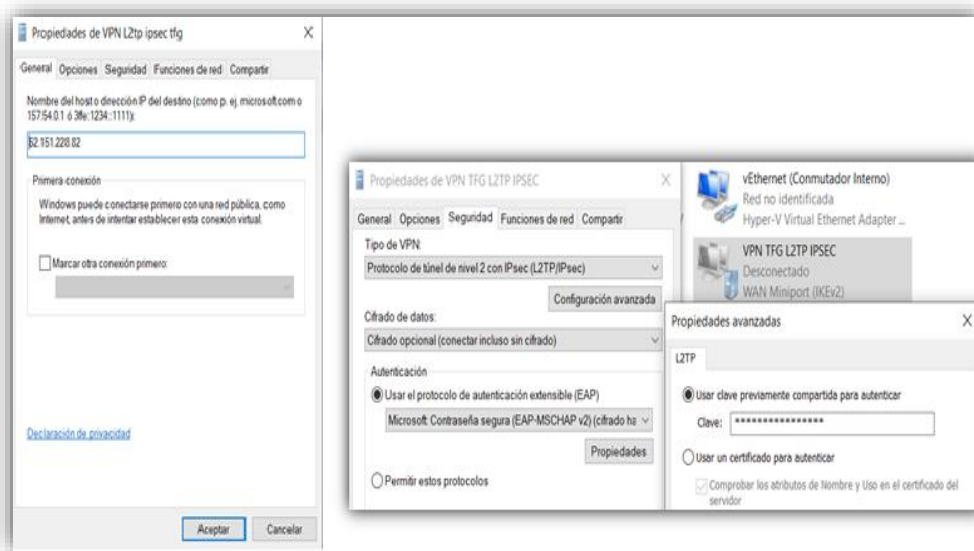 Propiedades de VPN L2tp ipsec tfg
General Opciones Seguridad Funciones de red Compartir
Nombre del host o dirección IP del destino (como p. ej. microsoft.com o
157.54.0.1 ó 3ffe:1234::1111):
52.151.228.82
Primera conexión
Windows puede conectarse primero con una red pública, como
Internet, antes de intentar establecer esta conexión virtual.
Marcar otra conexión primero:
Declaración de privacidad
Aceptar Cancelar
Propiedades de VPN TFG L2TP IPSEC
General Opciones Seguridad Funciones de red Compartir
Tipo de VPN:
Protocolo de túnel de nivel 2 con IPsec (L2TP/IPsec)
Configuración avanzada
Cifrado de datos:
Cifrado opcional (conectar incluso sin cifrado)
Autenticación
Usar el protocolo de autenticación extensible (EAP)
Microsoft: Contraseña segura (EAP-MSCHAP v2) (cifrado ha
Propiedades
Permitir estos protocolos
vEthernet (Conmutador Interno)
Red no identificada
Hyper-V Virtual Ethernet Adapter ...
VPN TFG L2TP IPSEC
Desconectado
WAN Miniport (IKEv2)
Propiedades avanzadas
L2TP
Usar clave previamente compartida para autenticar
Clave: ****************
Usar un certificado para autenticar
Comprobar los atributos de Nombre y Uso en el certificado del
servidor